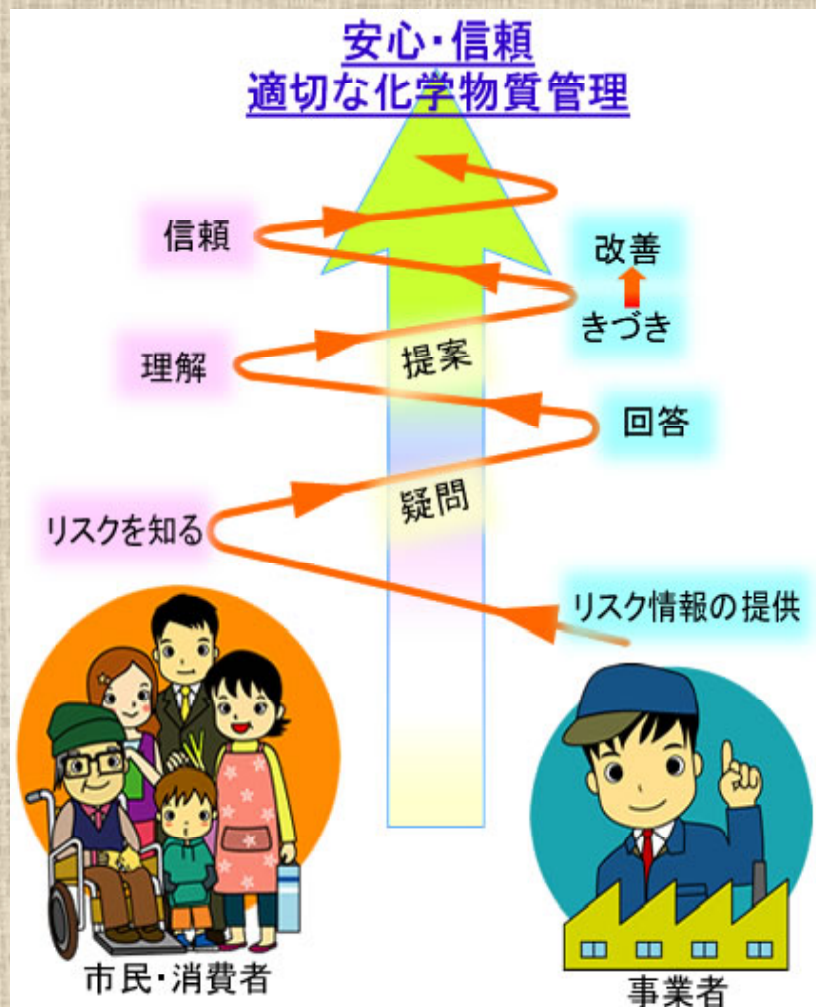 安心・信頼
適切な化学物質管理
信頼
改善
きづき
提案
理解
回答
疑問
リスクを知る
リスク情報の提供
市民・消費者
事業者